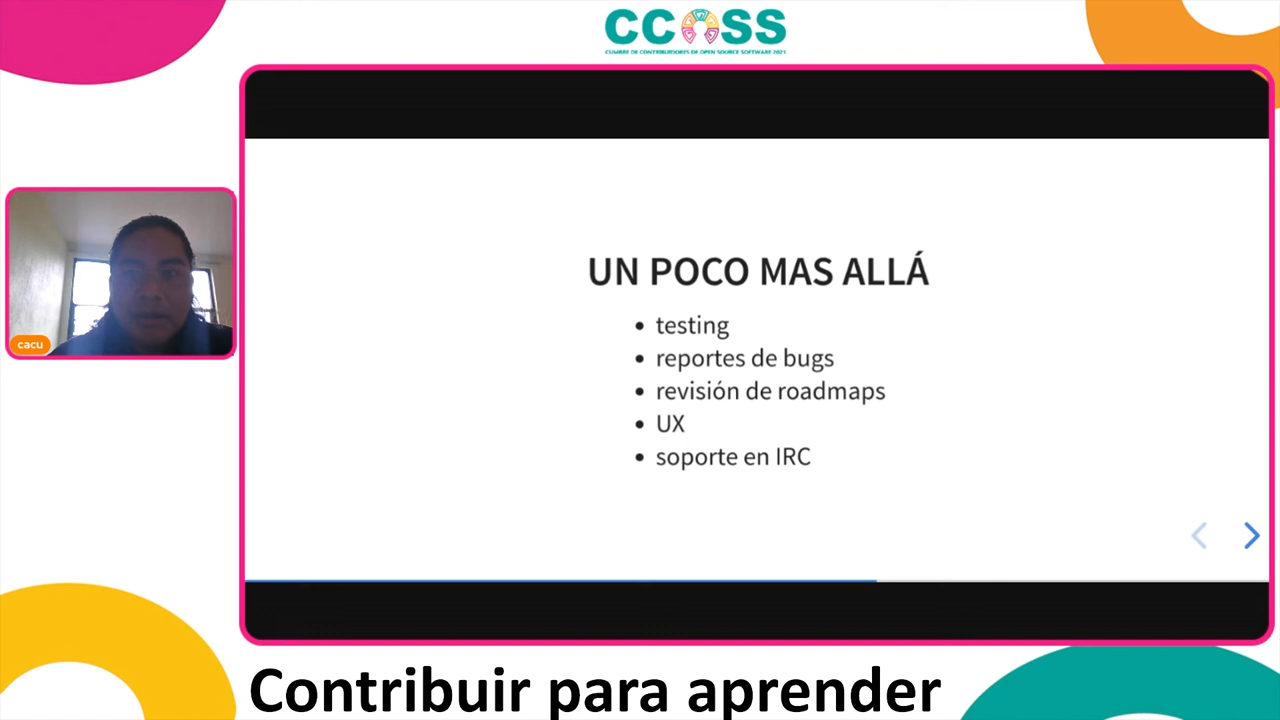 CCOSS
CUMBRE DE CONTRIBUIDORES DE OPEN SOURCE SOFTWARE 2021
UN POCO MAS ALLÁ
testing
reportes de bugs
revisión de roadmaps
UX
soporte en IRC
cacu
Contribuir para aprender